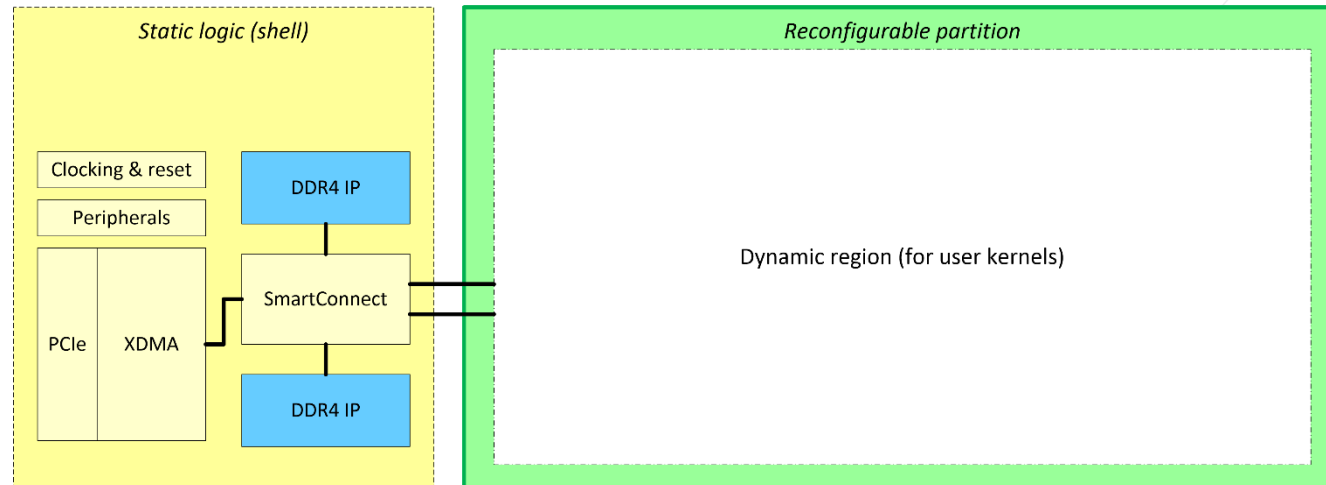 Static logic (shell)
Reconfigurable partition
Clocking & reset
Peripherals
PCIe
XDMA
DDR4 IP
SmartConnect
DDR4 IP
Dynamic region (for user kernels)